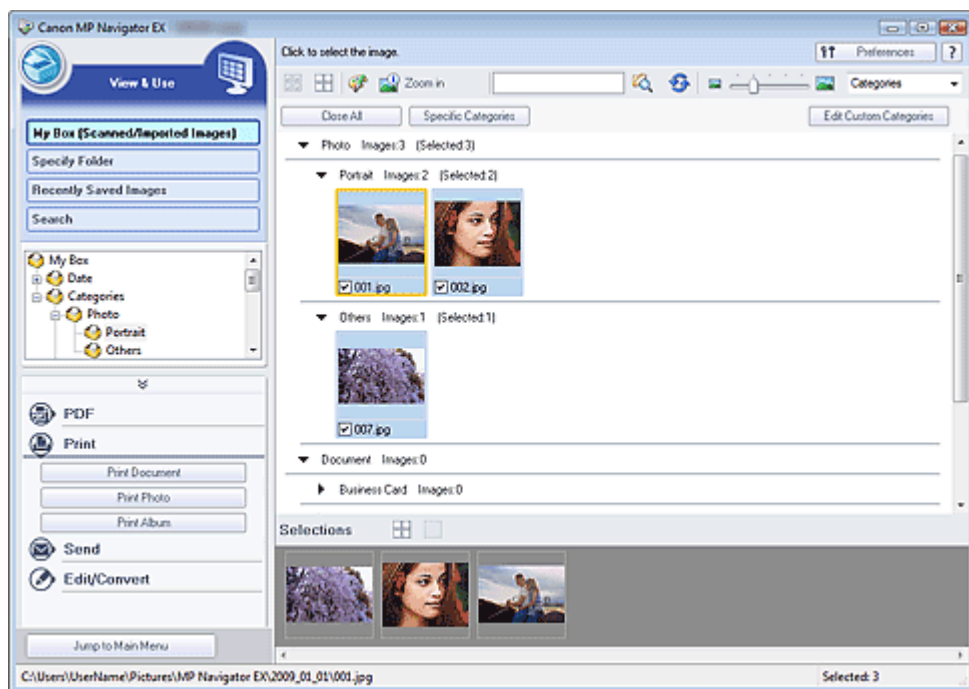 Canon MP Navigator EX
View & Use
Click to select the image.
Preferences
?
Zoom in
Categories
My Box (Scanned/Imported Images)
Specify Folder
Recently Saved Images
Search
Close All
Specific Categories
Edit Custom Categories
Photo Images:3 (Selected:3)
Portrait Images:2 (Selected:2)
001.jpg
002.jpg
Others Images:1 (Selected:1)
007.jpg
Document Images:0
Business Card Images:0
My Box
Date
Categories
Photo
Portrait
Others
PDF
Print
Print Document
Print Photo
Print Album
Send
Edit/Convert
Jump to Main Menu
Selections
C:\Users\UserName\Pictures\MP Navigator EX\2009_01_01\001.jpg
Selected: 3